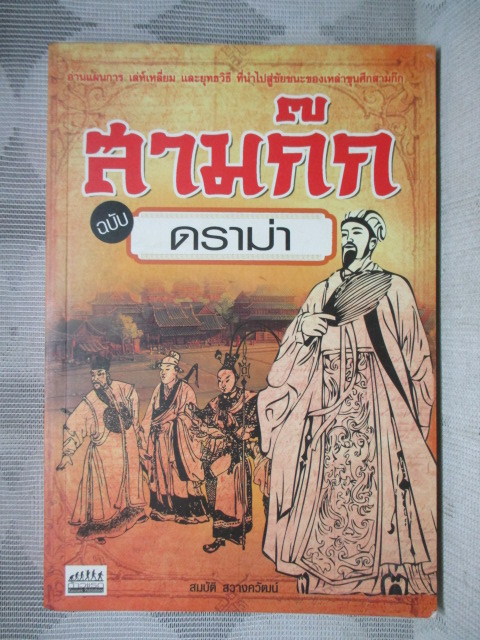 อ่านแผนการ เล่ห์เหลี่ยม และยุทธวิธี ที่นำไปสู่ชัยชนะของเหล่าขุนศึกสามก๊ก
สามก๊ก
ฉบับ
ดราม่า
สมบัติ สว่างควัฒน์